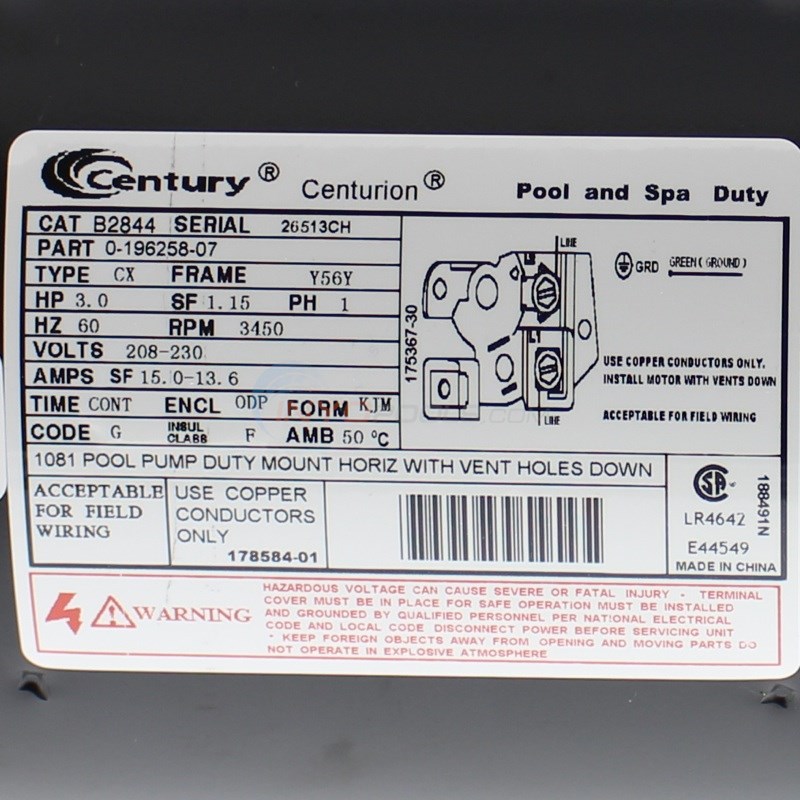 Century® Centurion® Pool and Spa Duty
CAT B2844 SERIAL 26513CH
PART 0-196258-07
TYPE CX FRAME Y56Y
HP 3.0 SF 1.15 PH 1
HZ 60 RPM 3450
VOLTS 208-230
AMPS SF 15.0-13.6
TIME CONT ENCL ODP FORM KJM
CODE G INSUL CLABB F AMB 50 °C
175367-30
LINE
L1
LINE
GRD GREEN (GROUND)
USE COPPER CONDUCTORS ONLY.
INSTALL MOTOR WITH VENTS DOWN
ACCEPTABLE FOR FIELD WIRING
1081 POOL PUMP DUTY MOUNT HORIZ WITH VENT HOLES DOWN
ACCEPTABLE
FOR FIELD
WIRING
USE COPPER
CONDUCTORS
ONLY
178584-01
LR4642
E44549
MADE IN CHINA
188491N
WARNING
HAZARDOUS VOLTAGE CAN CAUSE SEVERE OR FATAL INJURY - TERMINAL
COVER MUST BE IN PLACE FOR SAFE OPERATION MUST BE INSTALLED
AND GROUNDED BY QUALIFIED PERSONNEL PER NATIONAL ELECTRICAL
CODE AND LOCAL CODE DISCONNECT POWER BEFORE SERVICING UNIT
· KEEP FOREIGN OBJECTS AWAY FROM OPENING AND MOVING PARTS DO
NOT OPERATE IN EXPLOSIVE ATMOSPHERE